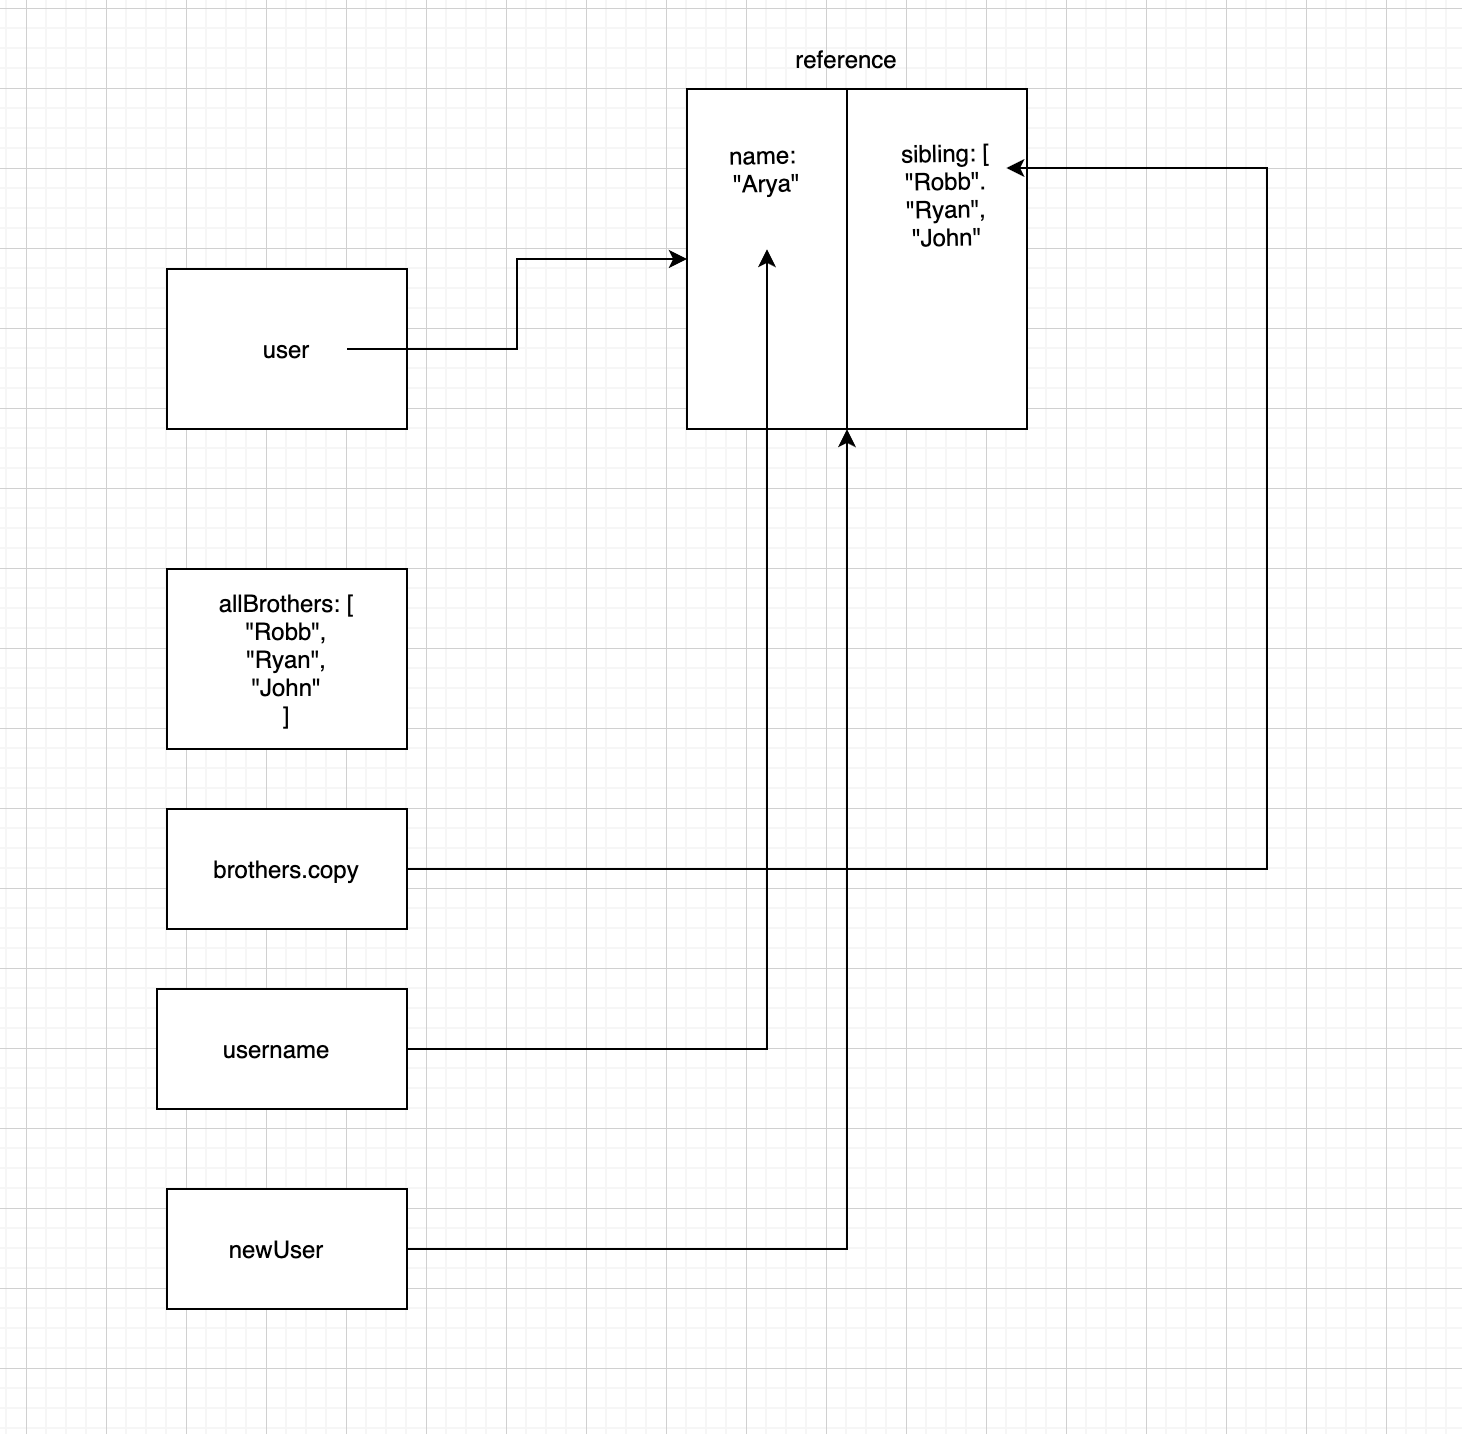 reference
name:
"Arya"
sibling: [
"Robb".
"Ryan",
"John"
user
allBrothers: [
"Robb",
"Ryan",
"John"
]
brothers.copy
username
newUser